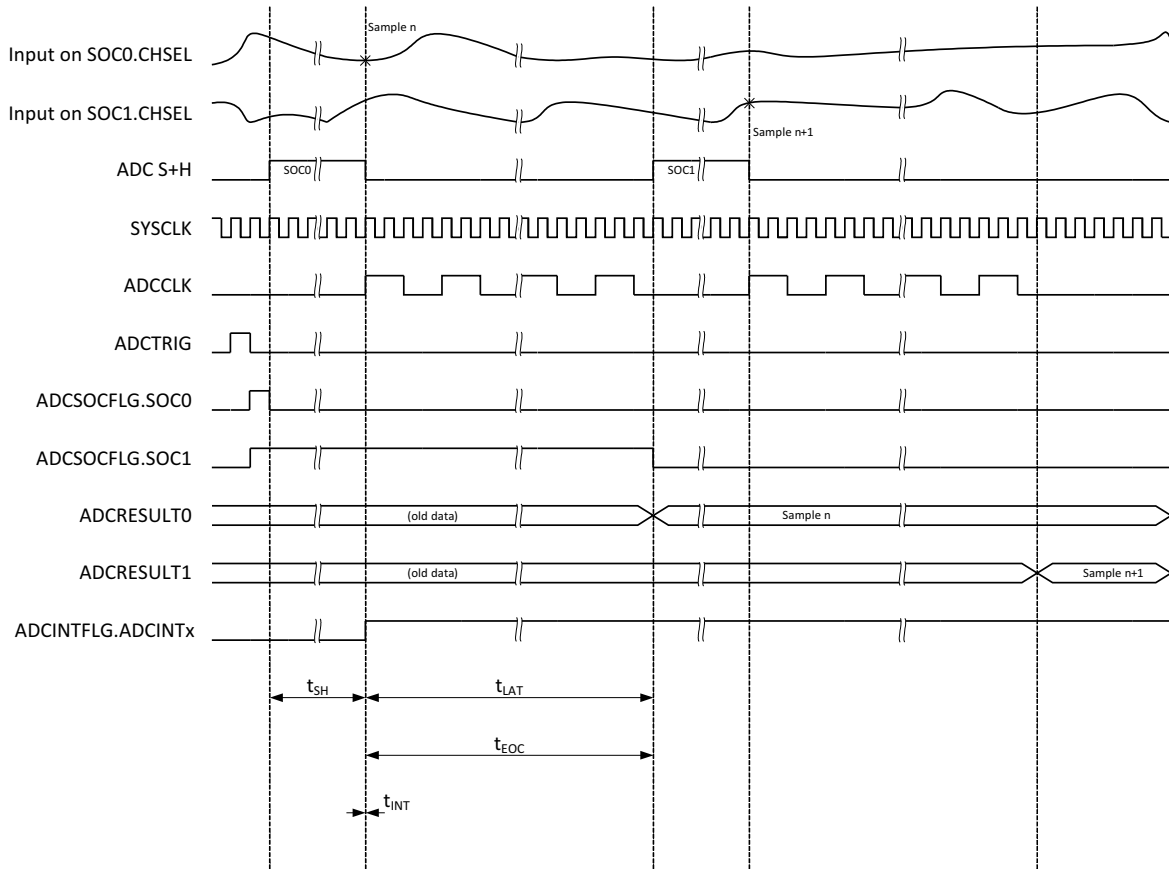 Sample n
Input on SOC0.CHSEL
Input on SOC1.CHSEL
Sample n+1
ADC S+H
SOC0
SOC1
SYSCLK
ADCCLK
ADCTRIG
ADCSOCFLG.SOC0
ADCSOCFLG.SOC1
ADCRESULT0
(old data)
Sample n
ADCRESULT1
(old data)
Sample n+1
ADCINTFLG.ADCINTx
tSH
tLAT
tEOC
tINT